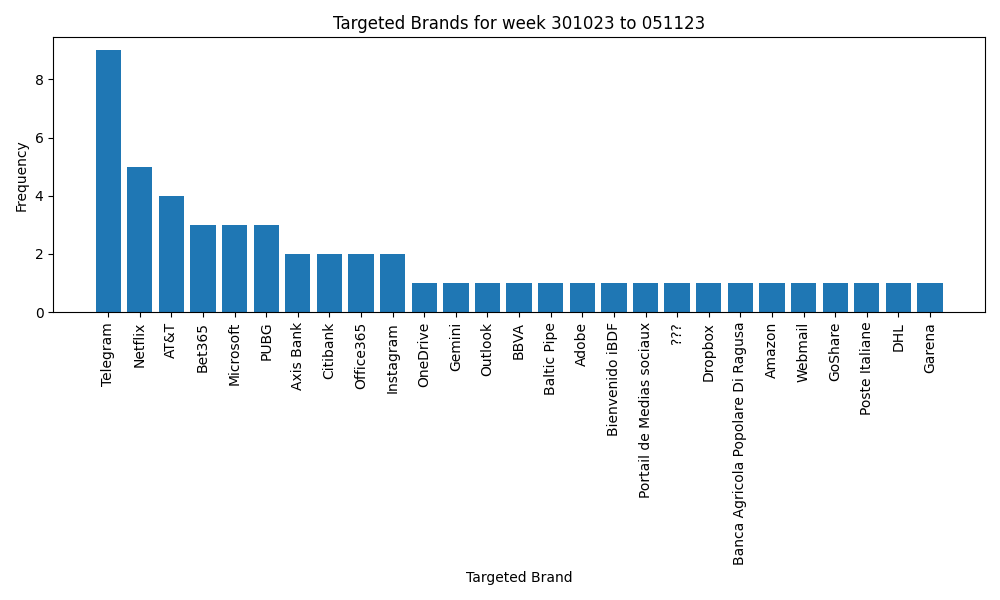 Targeted Brands for week 301023 to 051123
Frequency
8
6
4
2
0
Telegram
Netflix
AT&T
Bet365
Microsoft
PUBG
Axis Bank
Citibank
Office365
Instagram
OneDrive
Gemini
Outlook
BBVA
Baltic Pipe
Adobe
Bienvenido iBDF
Portail de Medias sociaux
???
Dropbox
Banca Agricola Popolare Di Ragusa
Amazon
Webmail
GoShare
Poste Italiane
DHL
Garena
Targeted Brand